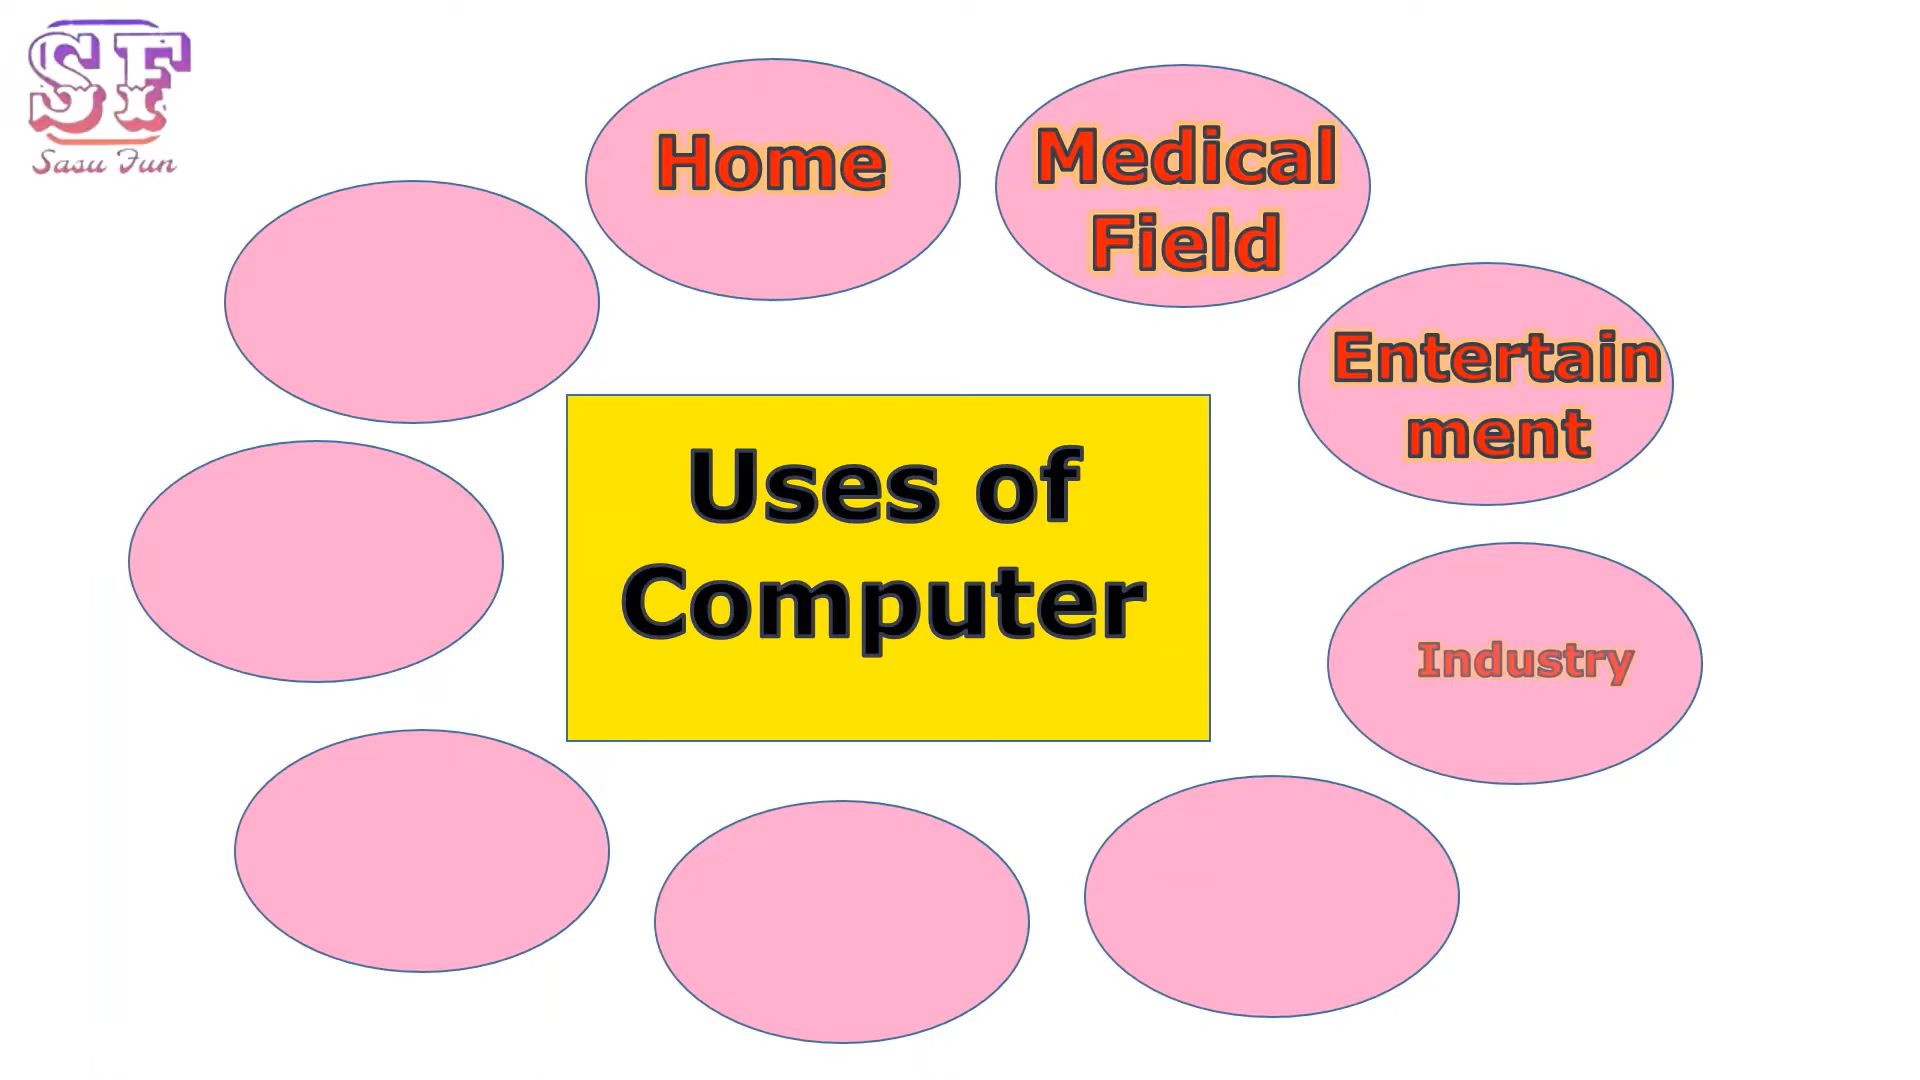 SF
Sasu Fun
Home
Medical
Field
Entertain
ment
Uses of
Computer
Industry